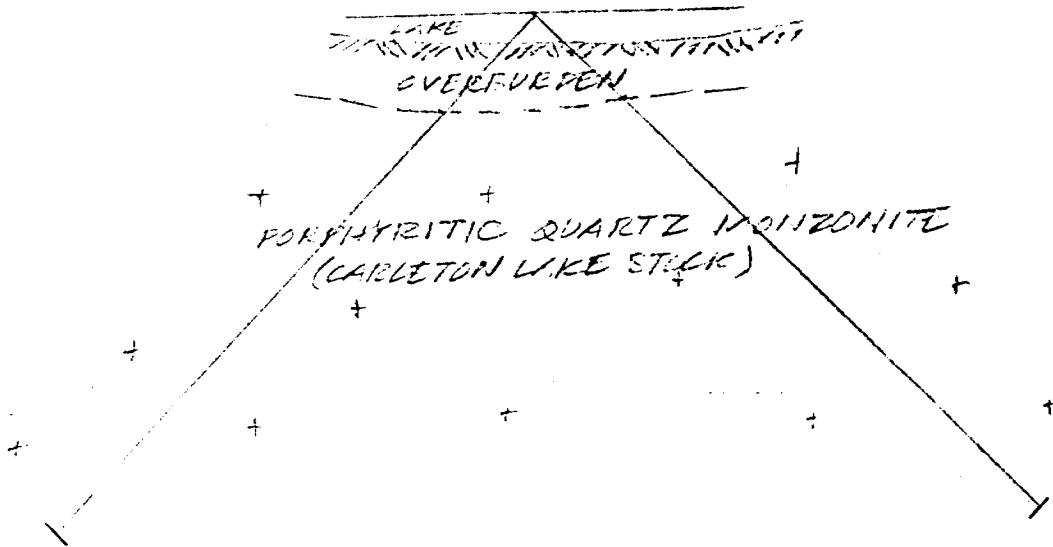 LAKE
OVERBURDEN
PORPHYRITIC QUARTZ MONZONITE
(CARLETON LAKE STOCK)